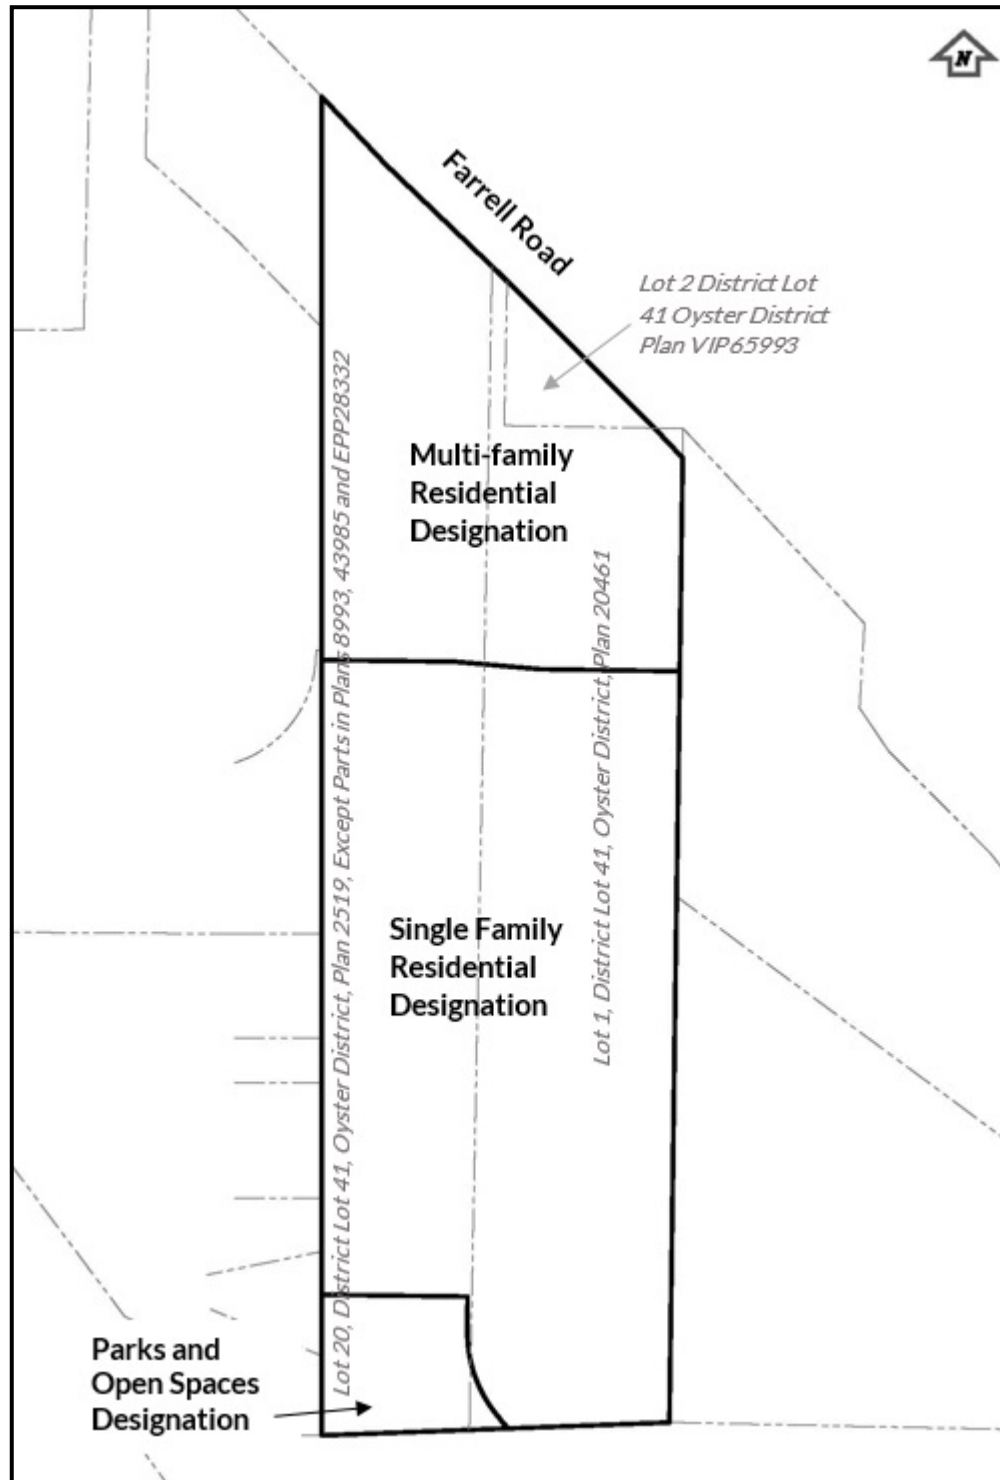 N
Farrell Road
Lot 2 District Lot
41 Oyster District
Plan VIP65993
Multi-family
Residential
Designation
Lot 20, District Lot 41, Oyster District, Plan 2519, Except Parts in Plans 8993, 43985 and EPP28332
Lot 1, District Lot 41, Oyster District, Plan 20461
Single Family
Residential
Designation
Parks and
Open Spaces
Designation